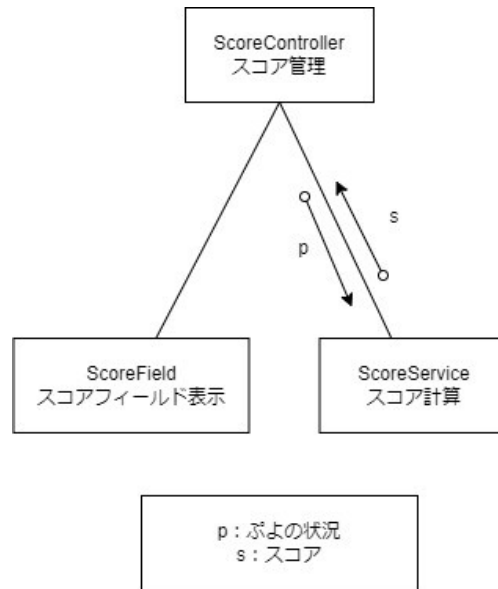 ScoreController
スコア管理
s
p
ScoreField
スコアフィールド表示
ScoreService
スコア計算
p：ぷよの状況
s：スコア